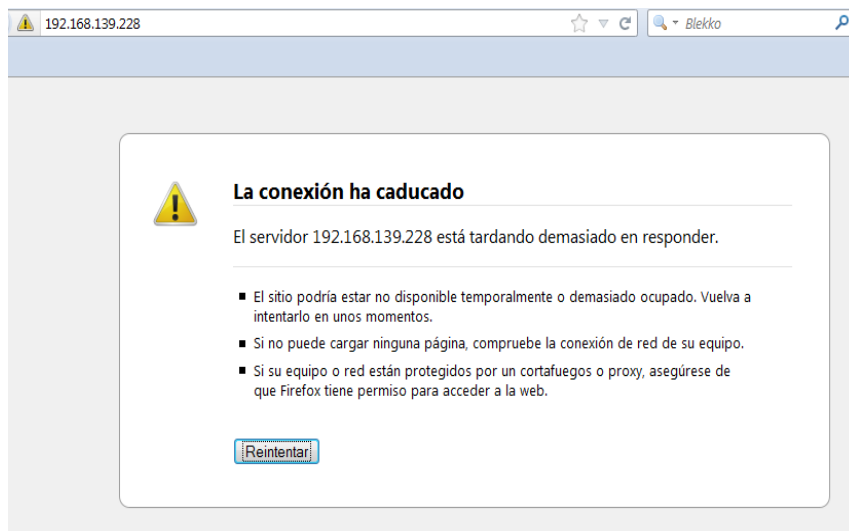 192.168.139.228
Blekko
La conexión ha caducado
El servidor 192.168.139.228 está tardando demasiado en responder.
El sitio podría estar no disponible temporalmente o demasiado ocupado. Vuelva a
intentarlo en unos momentos.
Si no puede cargar ninguna página, compruebe la conexión de red de su equipo.
Si su equipo o red están protegidos por un cortafuegos o proxy, asegúrese de
que Firefox tiene permiso para acceder a la web.
Reintentar